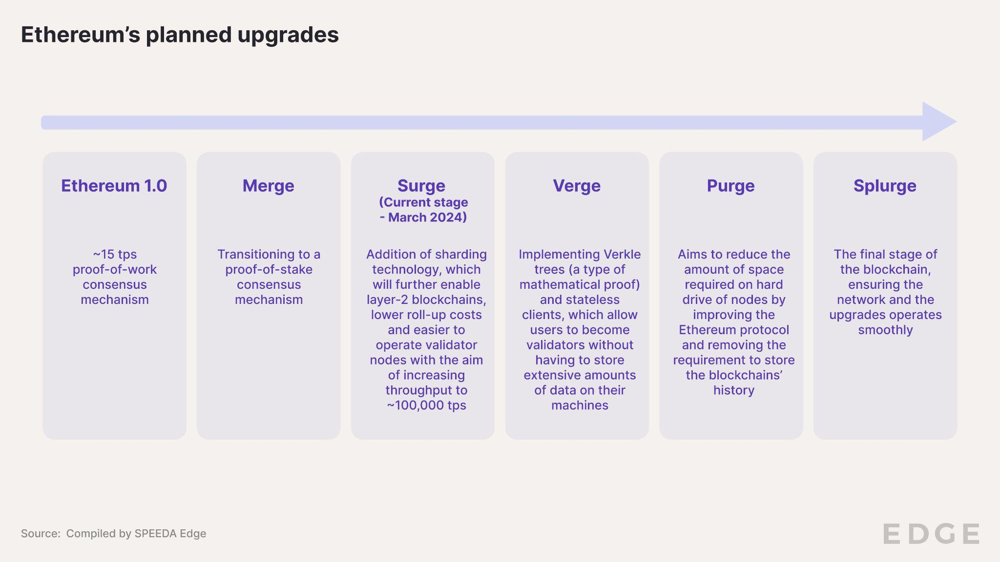 Ethereum’s planned upgrades
Ethereum 1.0
~15 tps
proof-of-work
consensus
mechanism
Merge
Transitioning to a
proof-of-stake
consensus
mechanism
Surge
(Current stage
- March 2024)
Addition of sharding
technology, which
will further enable
layer-2 blockchains,
lower roll-up costs
and easier to
operate validator
nodes with the aim
of increasing
throughput to
~100,000 tps
Verge
Implementing Verkle
trees (a type of
mathematical proof)
and stateless
clients, which allow
users to become
validators without
having to store
extensive amounts
of data on their
machines
Purge
Aims to reduce the
amount of space
required on hard
drive of nodes by
improving the
Ethereum protocol
and removing the
requirement to store
the blockchains’
history
Splurge
The final stage of
the blockchain,
ensuring the
network and the
upgrades operates
smoothly
Source: Compiled by SPEEDA Edge
EDGE